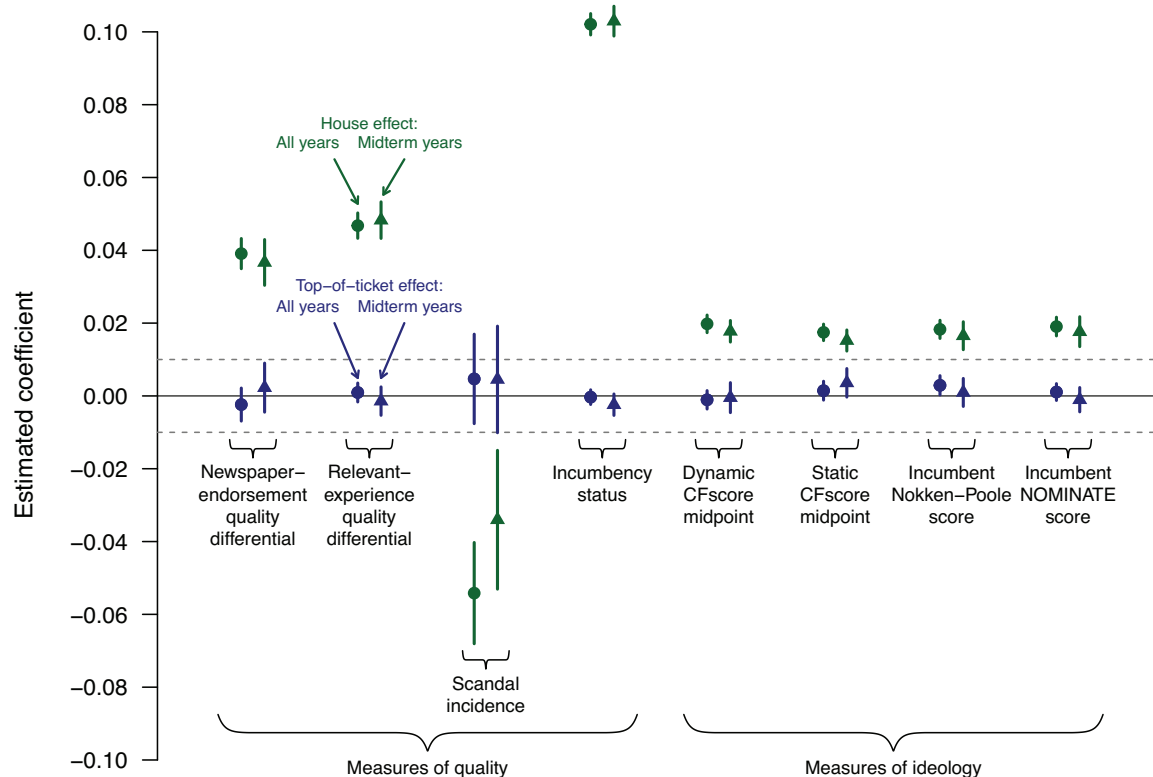 Estimated coefficient
0.10
0.08
0.06
0.04
0.02
0.00
−0.02
−0.04
−0.06
−0.08
−0.10
House effect:
All years Midterm years
Top−of−ticket effect:
All years Midterm years
Newspaper−
endorsement
quality
differential
Relevant−
experience
quality
differential
Scandal
incidence
Incumbency
status
Dynamic
CFscore
midpoint
Static
CFscore
midpoint
Incumbent
Nokken−Poole
score
Incumbent
NOMINATE
score
Measures of quality
Measures of ideology